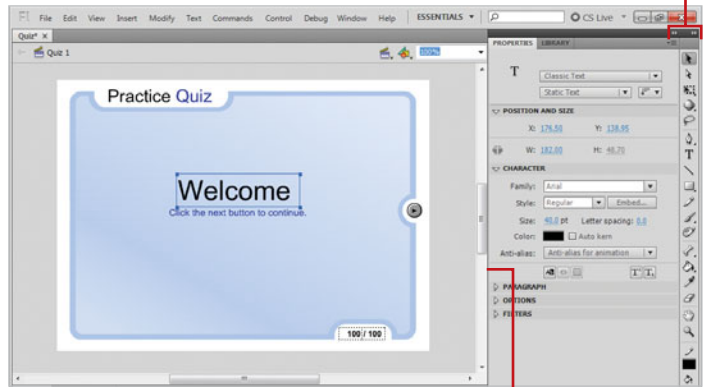 Fl File Edit View Insert Modify Text Commands Control Debug Window Help ESSENTIALS CS Live
Quiz* ×
Quiz 1 100%
Practice Quiz
Welcome
Click the next button to continue.
100 / 100
PROPERTIES LIBRARY
T Classic Text
Static Text
POSITION AND SIZE
X: 176.50 Y: 138.95
W: 182.00 H: 48.70
CHARACTER
Family: Arial
Style: Regular Embed...
Size: 40.0 pt Letter spacing: 0.0
Color: Auto kern
Anti-alias: Anti-alias for animation
PARAGRAPH
OPTIONS
FILTERS